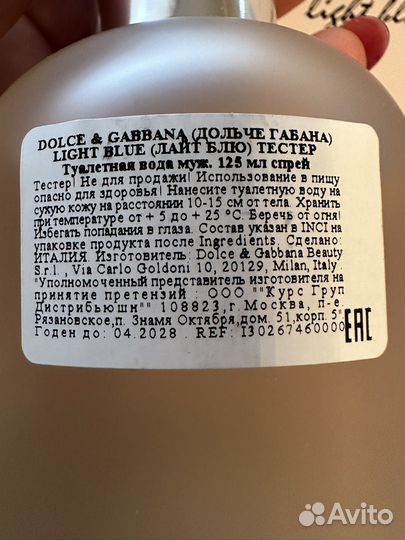 light blue
DOLCE & GABBANA (ДОЛЬЧЕ ГАБАНА)
LIGHT BLUE (ЛАЙТ БЛЮ) ТЕСТЕР
Туалетная вода муж. 125 мл спрей
Тестер! Не для продажи! Использование в пищу
опасно для здоровья! Нанесите туалетную воду на
сухую кожу на расстоянии 10-15 см от тела. Хранить
при температуре от + 5 до + 25 °С. Беречь от огня!
Избегать попадания в глаза. Состав указан в INCI на
упаковке продукта после Ingredients. Сделано:
ИТАЛИЯ. Изготовитель: Dolce & Gabbana Beauty
S.r.l., Via Carlo Goldoni 10, 20129, Milan, Italy.
"Уполномоченный представитель изготовителя на
принятие претензий : ООО ""Курс Груп
Дистрибьюшн"" 108823,г.Москва, п-е.
Рязановское,п. Знамя Октября,дом. 51,корп. 5"
Годен до: 04.2028 . REF: I30267460000
EAC
Avito